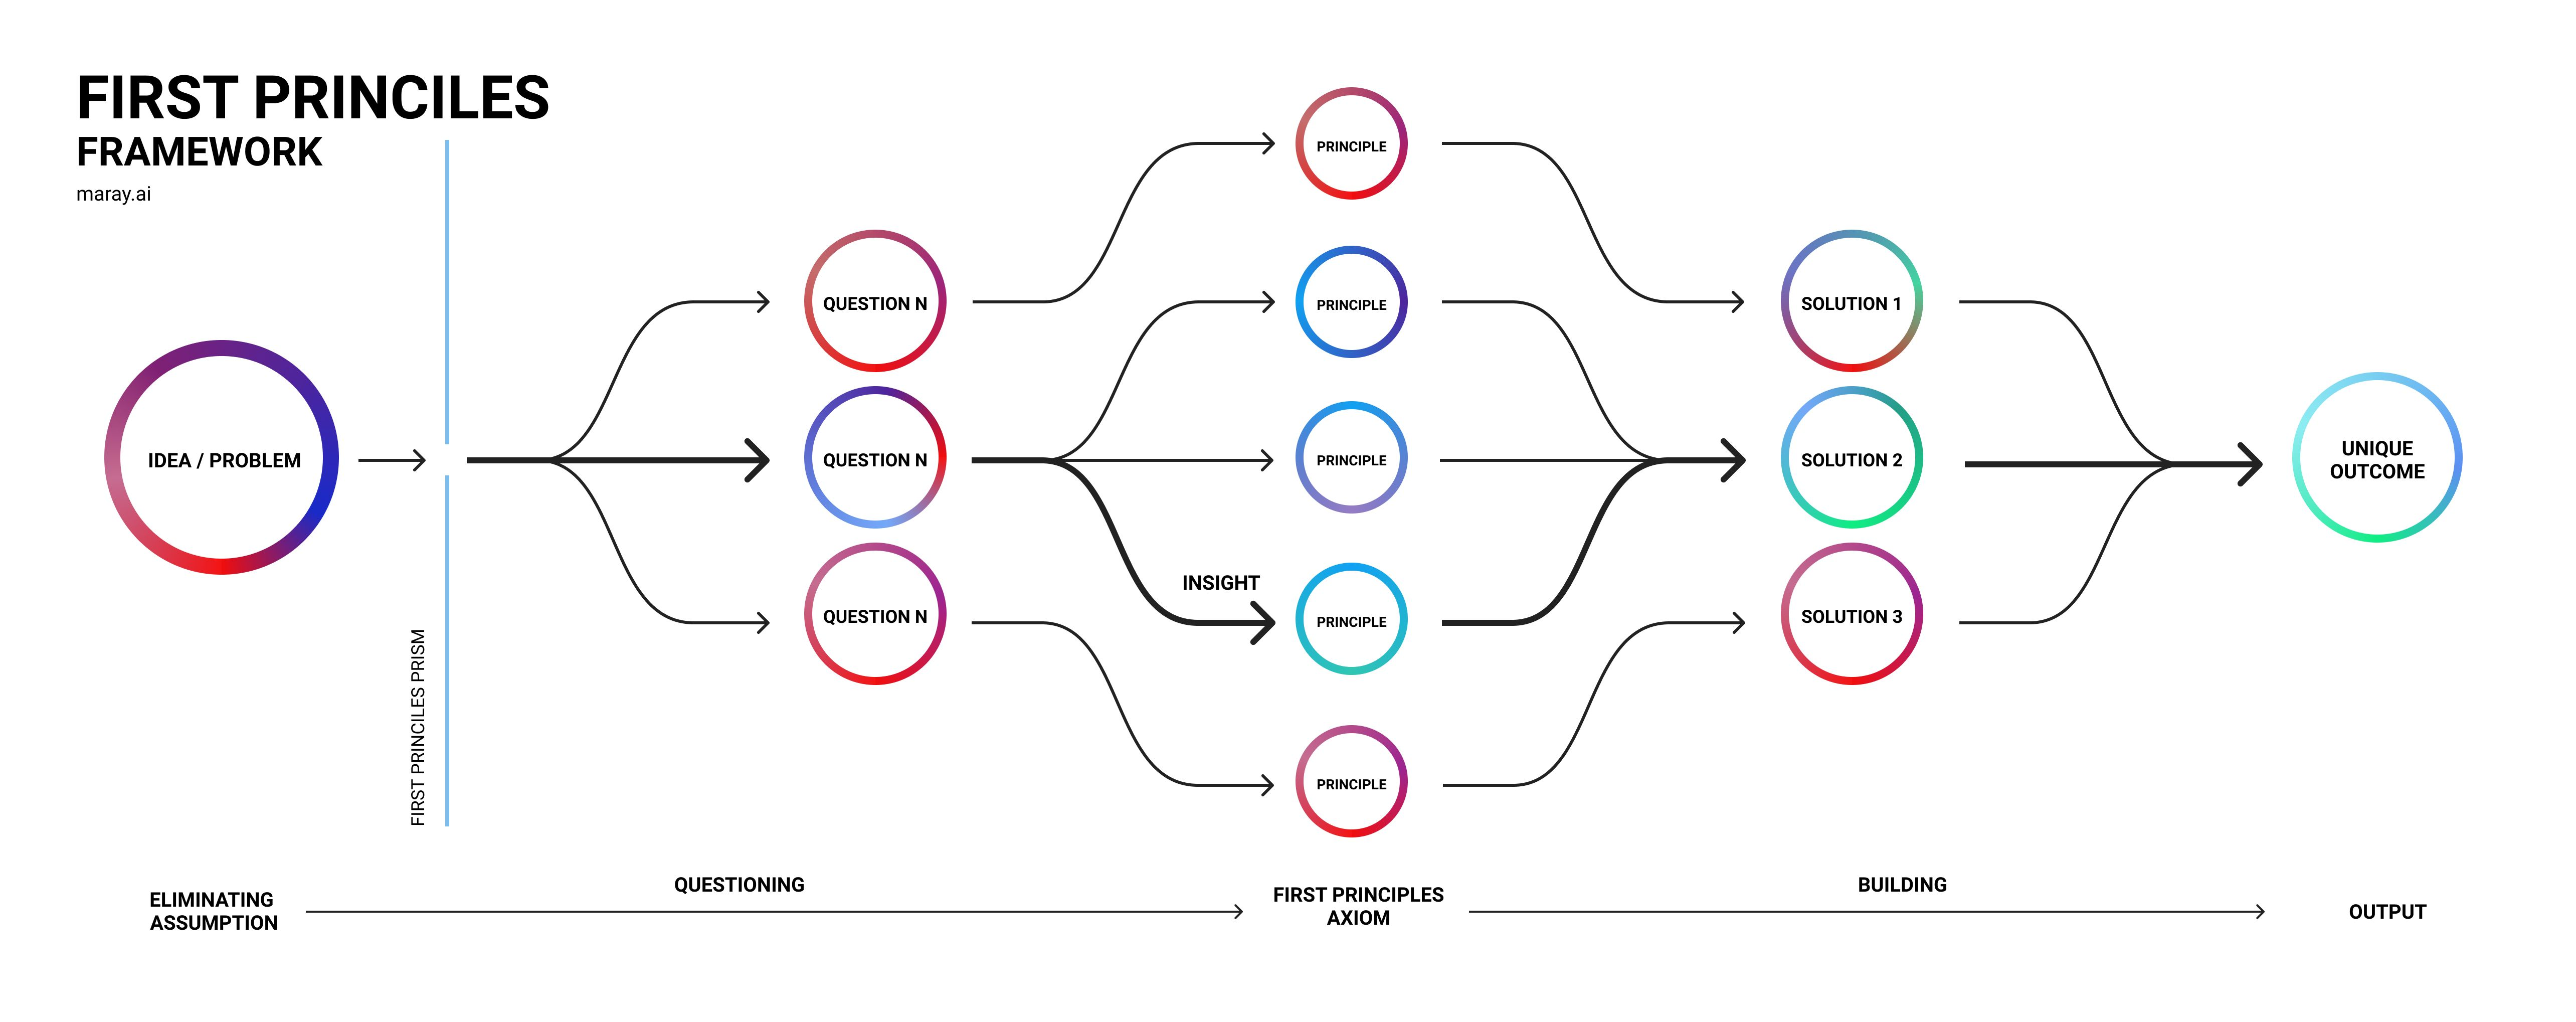 FIRST PRINCILES
FRAMEWORK
maray.ai
IDEA / PROBLEM
FIRST PRINCILES PRISM
QUESTION N
QUESTION N
QUESTION N
INSIGHT
PRINCIPLE
PRINCIPLE
PRINCIPLE
PRINCIPLE
PRINCIPLE
SOLUTION 1
SOLUTION 2
SOLUTION 3
UNIQUE
OUTCOME
ELIMINATING
ASSUMPTION
QUESTIONING
FIRST PRINCIPLES
AXIOM
BUILDING
OUTPUT